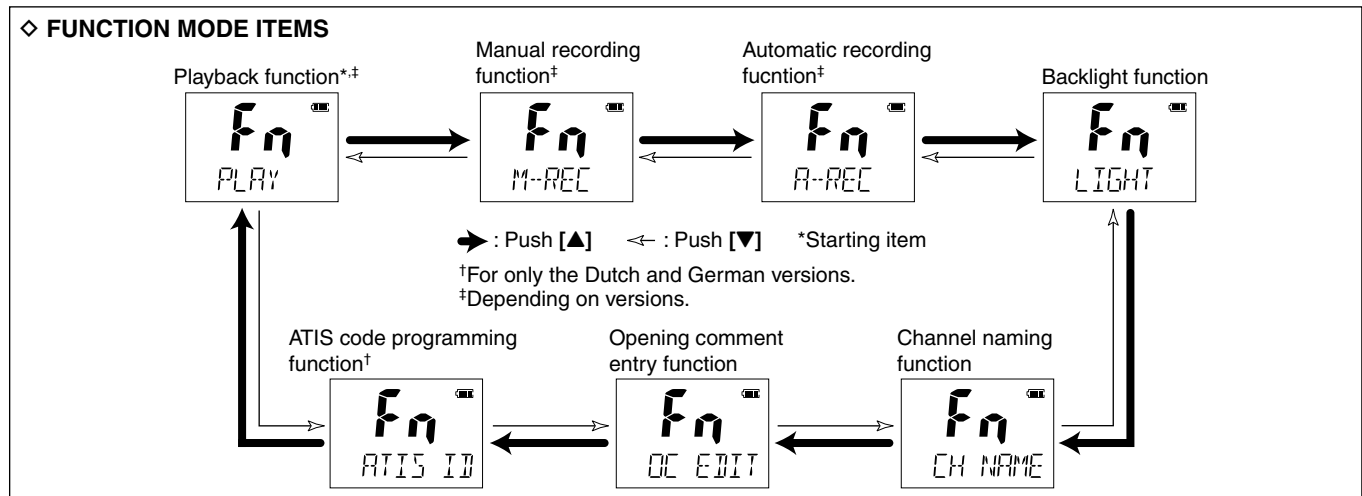 ◇ FUNCTION MODE ITEMS
Playback function*,‡
Manual recording
function‡
Automatic recording
fucntion‡
Backlight function
Fn
PLAY
Fn
M-REC
Fn
A-REC
Fn
LIGHT
: Push [▲] : Push [▼] *Starting item
†For only the Dutch and German versions.
‡Depending on versions.
ATIS code programming
function†
Opening comment
entry function
Channel naming
function
Fn
ATIS ID
Fn
OC EDIT
Fn
CH NAME